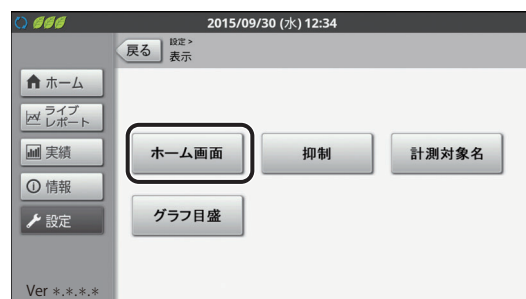 2015/09/30 (水) 12:34
戻る
設定 >
表示
ホーム
ライブ
レポート
実績
情報
設定
ホーム画面
抑制
計測対象名
グラフ目盛
Ver *.*.*.*